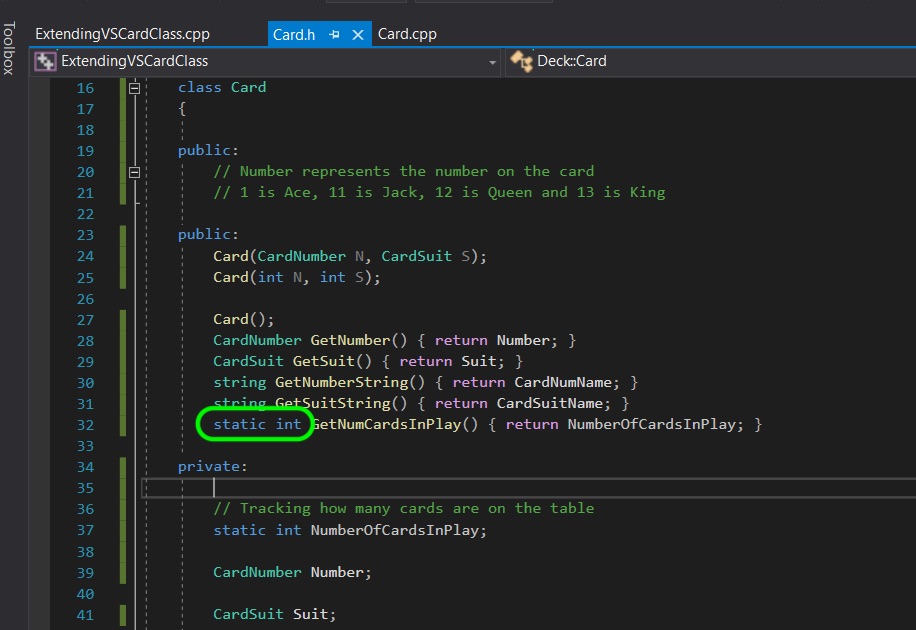 Toolbox
ExtendingVSCardClass.cpp Card.h Card.cpp
ExtendingVSCardClass Deck::Card
16 class Card
17 {
18
19 public:
20 // Number represents the number on the card
21 // 1 is Ace, 11 is Jack, 12 is Queen and 13 is King
22
23 public:
24 Card(CardNumber N, CardSuit S);
25 Card(int N, int S);
26
27 Card();
28 CardNumber GetNumber() { return Number; }
29 CardSuit GetSuit() { return Suit; }
30 string GetNumberString() { return CardNumName; }
31 string GetSuitString() { return CardSuitName; }
32 static int GetNumCardsInPlay() { return NumberOfCardsInPlay; }
33
34 private:
35
36 // Tracking how many cards are on the table
37 static int NumberOfCardsInPlay;
38
39 CardNumber Number;
40
41 CardSuit Suit;